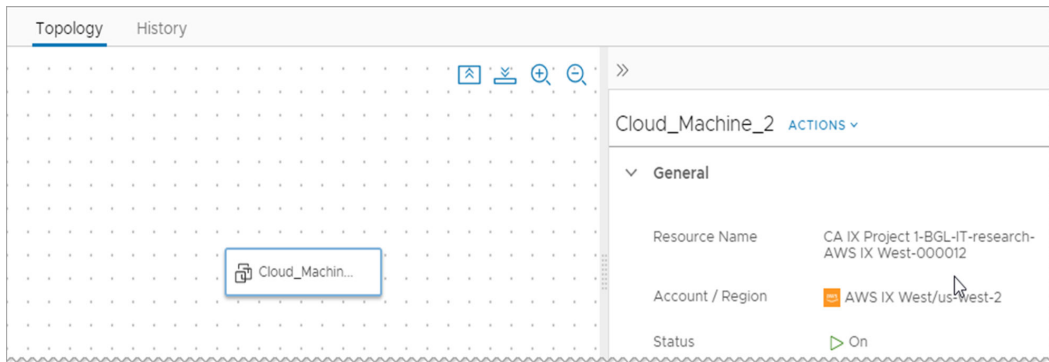 Topology History
Cloud_Machin...
Cloud_Machine_2 ACTIONS
General
Resource Name CA IX Project 1-BGL-IT-research-
AWS IX West-000012
Account / Region AWS IX West/us-west-2
Status On